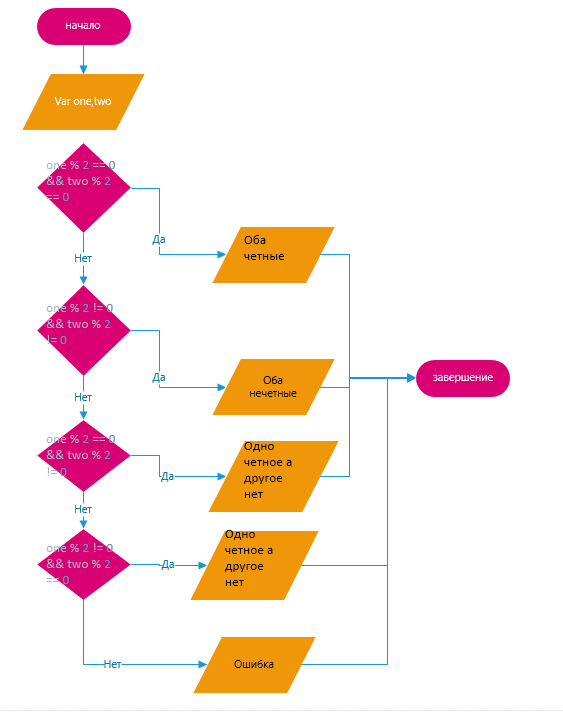 начало
Var one,two
one % 2 == 0
&& two % 2
== 0
Да
Оба
четные
Нет
one % 2 != 0
&& two % 2
!= 0
Да
Оба
нечетные
завершение
Нет
one % 2 == 0
&& two % 2
!= 0
Да
Одно
четное а
другое
нет
Нет
one % 2 != 0
&& two % 2
== 0
Да
Одно
четное а
другое
нет
Нет
Ошибка